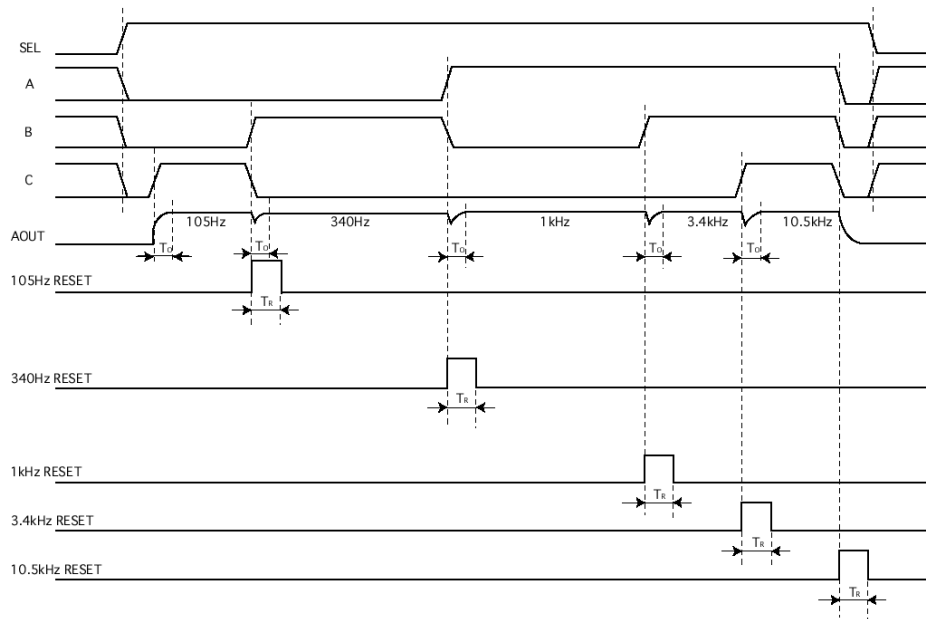 SEL
A
B
C
AOUT 105Hz 340Hz 1kHz 3.4kHz 10.5kHz
To To To To To
105Hz RESET
TR
340Hz RESET
TR
1kHz RESET
TR
3.4kHz RESET
TR
10.5kHz RESET
TR